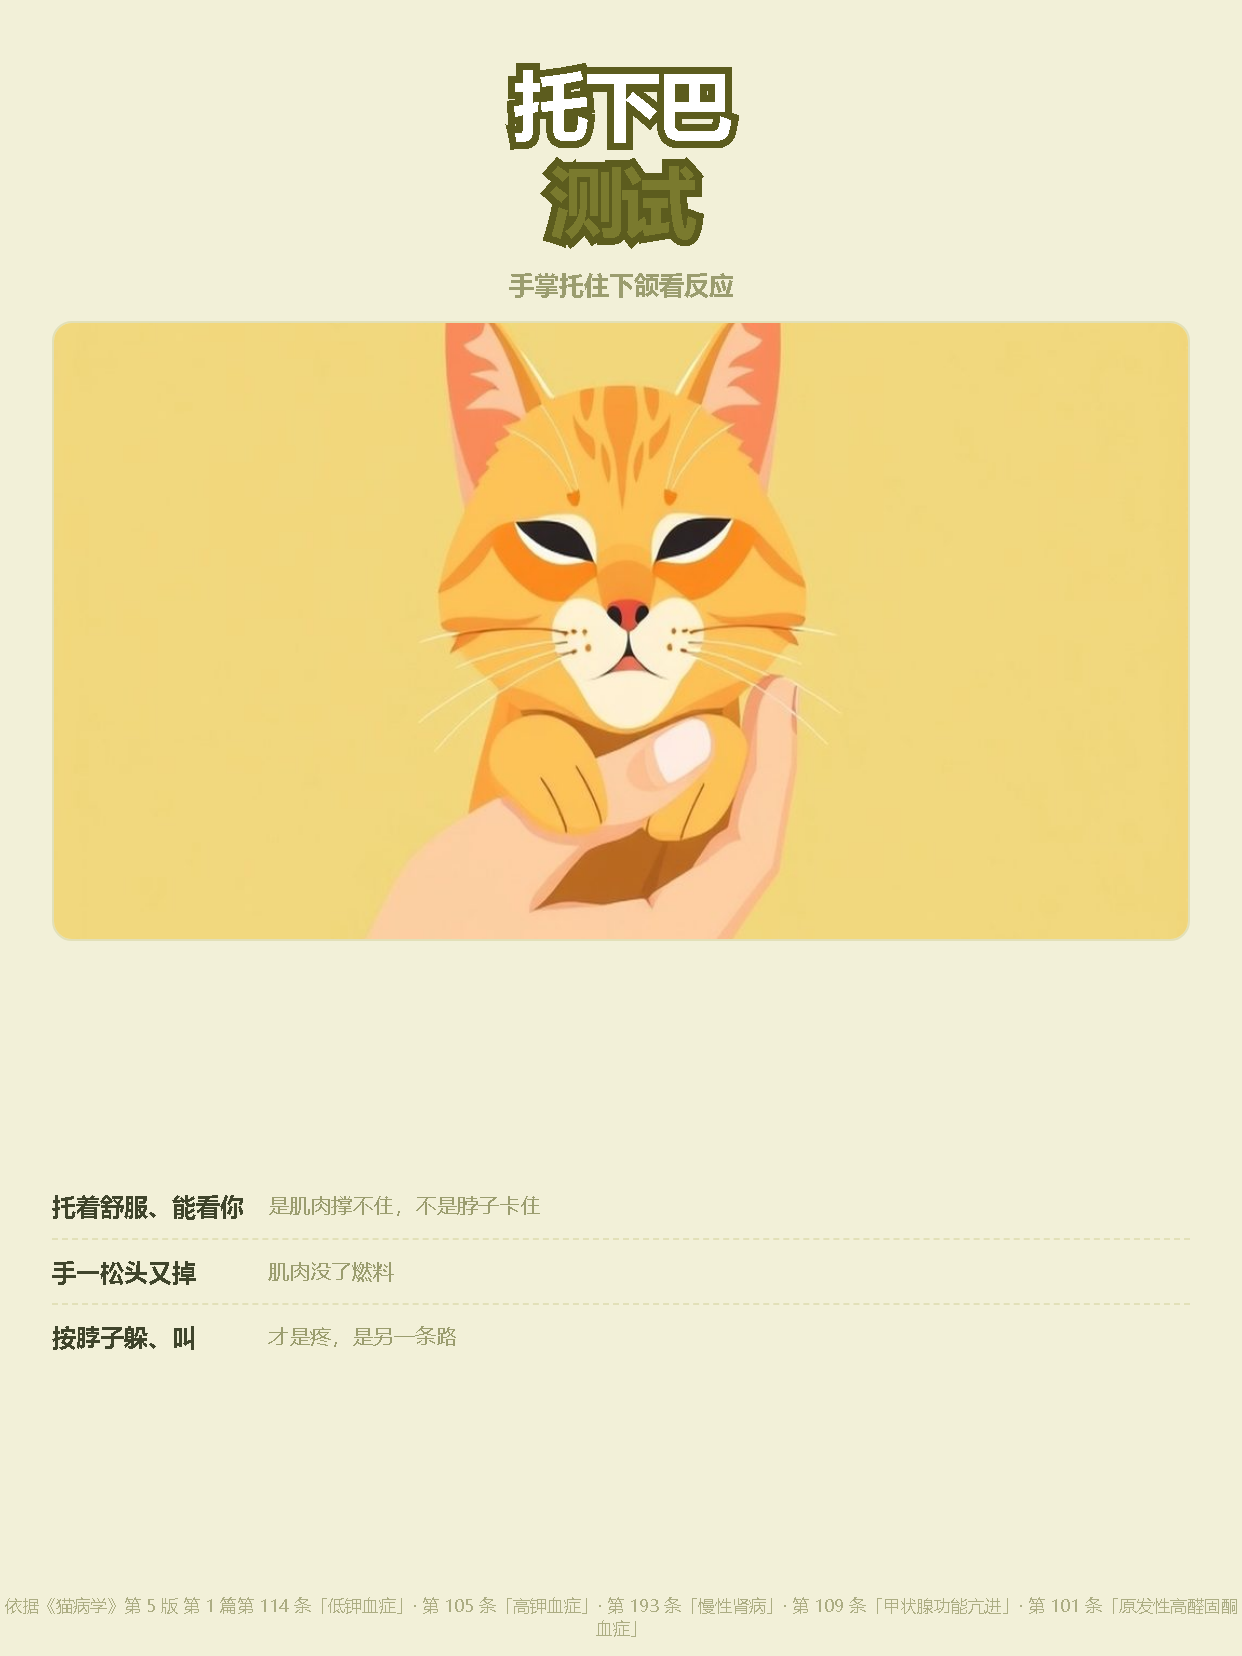 托下巴
测试
手掌托住下颌看反应
托着舒服、能看你 是肌肉撑不住，不是脖子卡住
手一松头又掉 肌肉没了燃料
按脖子躲、叫 才是疼，是另一条路
依据《猫病学》第 5 版 第 1 篇第 114 条「低钾血症」· 第 105 条「高钾血症」· 第 193 条「慢性肾病」· 第 109 条「甲状腺功能亢进」· 第 101 条「原发性高醛固酮
血症」